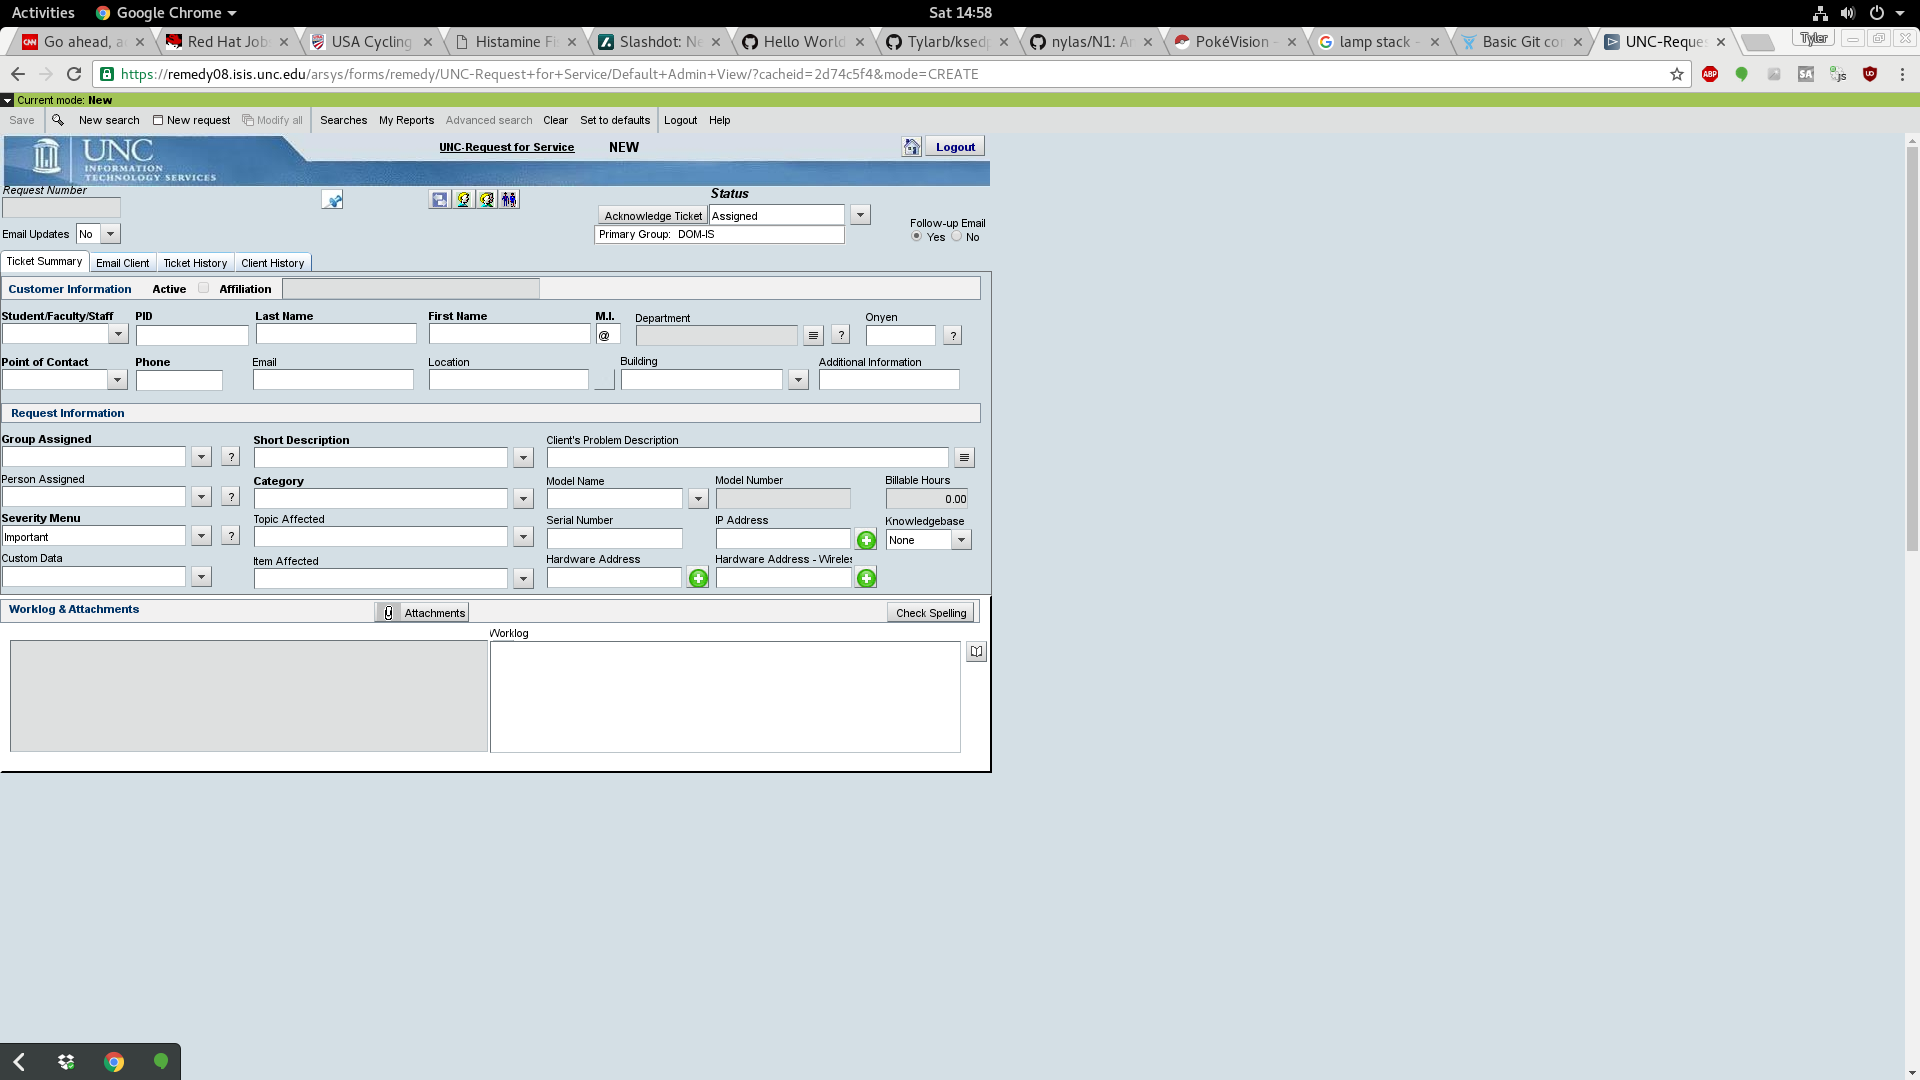 Activities Google Chrome Sat 14:58
Go ahead, a Red Hat Job USA Cycling Histamine Fi Slashdot: Ne Hello World Tylarb/ksed nylas/N1: A PokéVision - lamp stack - Basic Git co UNC-Reque Tyler
https://remedy08.isis.unc.edu/arsys/forms/remedy/UNC-Request+for+Service/Default+Admin+View/?cacheid=2d74c5f4&mode=CREATE
Current mode: New
Save New search New request Modify all Searches My Reports Advanced search Clear Set to defaults Logout Help
UNC
INFORMATION
TECHNOLOGY SERVICES
UNC-Request for Service NEW Logout
Request Number Status
Acknowledge Ticket Assigned
Follow-up Email
Email Updates No Primary Group: DOM-IS Yes No
Ticket Summary Email Client Ticket History Client History
Customer Information Active Affiliation
Student/Faculty/Staff PID Last Name First Name M.I. Department Onyen
@ ? ?
Point of Contact Phone Email Location Building Additional Information
Request Information
Group Assigned Short Description Client's Problem Description
?
Person Assigned Category Model Name Model Number Billable Hours
? 0.00
Severity Menu Topic Affected Serial Number IP Address Knowledgebase
Important ? None
Custom Data Item Affected Hardware Address Hardware Address - Wireles
Worklog & Attachments Attachments Check Spelling
Worklog